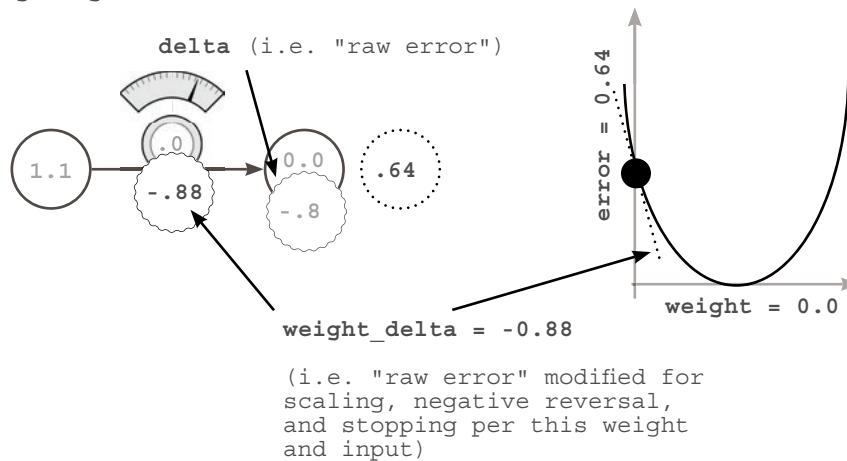 delta (i.e. "raw error")
1.1
.0
-.88
0.0
-.8
.64
error = 0.64
weight = 0.0
weight_delta = -0.88
(i.e. "raw error" modified for
scaling, negative reversal,
and stopping per this weight
and input)